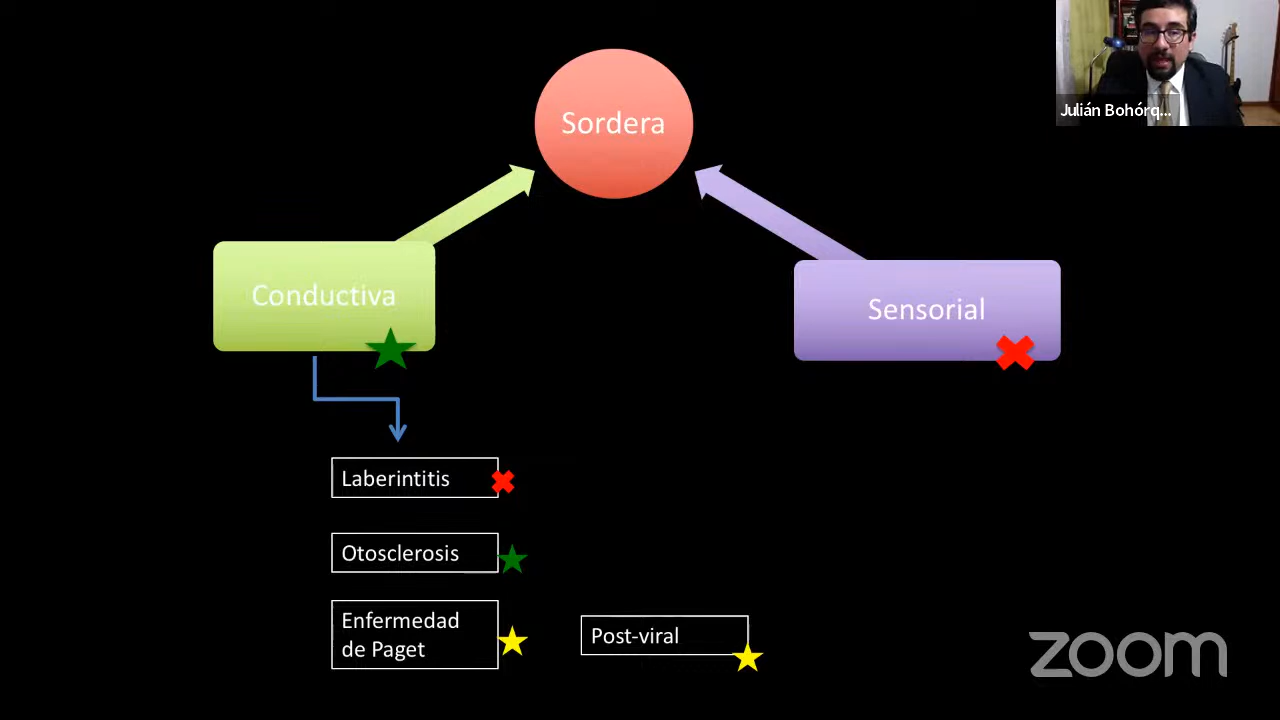 Sordera
Julián Bohórq...
Conductiva
Sensorial
Laberintitis
Otosclerosis
Enfermedad
de Paget
Post-viral
zoom